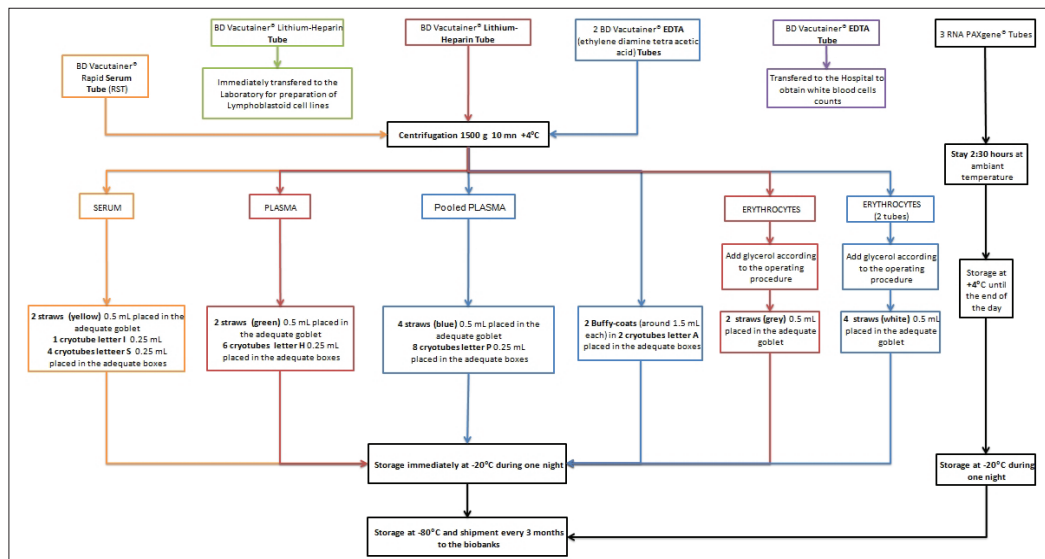 BD Vacutainer® Lithium-Heparin
Tube
BD Vacutainer® Lithium-
Heparin Tube
2 BD Vacutainer® EDTA
(ethylene diamine tetra acetic
acid) Tubes
BD Vacutainer® EDTA
Tube
3 RNA PAXgene® Tubes
BD Vacutainer®
Rapid Serum
Tube (RST)
Immediately transfered to the
Laboratory for preparation of
Lymphoblastoid cell lines
Transfered to the Hospital to
obtain white blood cells
counts
Centrifugation 1500 g 10 mn +4°C
Stay 2:30 hours at
ambiant temperature
SERUM
PLASMA
Pooled PLASMA
ERYTHROCYTES
ERYTHROCYTES
(2 tubes)
Add glycerol according
to the operating
procedure
Add glycerol according
to the operating
procedure
Storage at
+4°C until
the end of
the day
2 straws (yellow) 0.5 mL placed in
the adequate goblet
1 cryotube letter I 0.25 mL
4 cryotubes letteer S 0.25 mL
placed in the adequate boxes
2 straws (green) 0.5 mL placed in
the adequate goblet
6 cryotubes letter H 0.25 mL
placed in the adequate boxes
4 straws (blue) 0.5 mL placed in the
adequate goblet
8 cryotubes letter P 0.25 mL
placed in the adequate boxes
2 Buffy-coats (around 1.5 mL
each) in 2 cryotubes letter A
placed in the adequate boxes
2 straws (grey) 0.5 mL
placed in the adequate
goblet
4 straws (white) 0.5 mL
placed in the adequate
goblet
Storage immediately at -20°C during one night
Storage at -20°C during
one night
Storage at -80°C and shipment every 3 months
to the biobanks